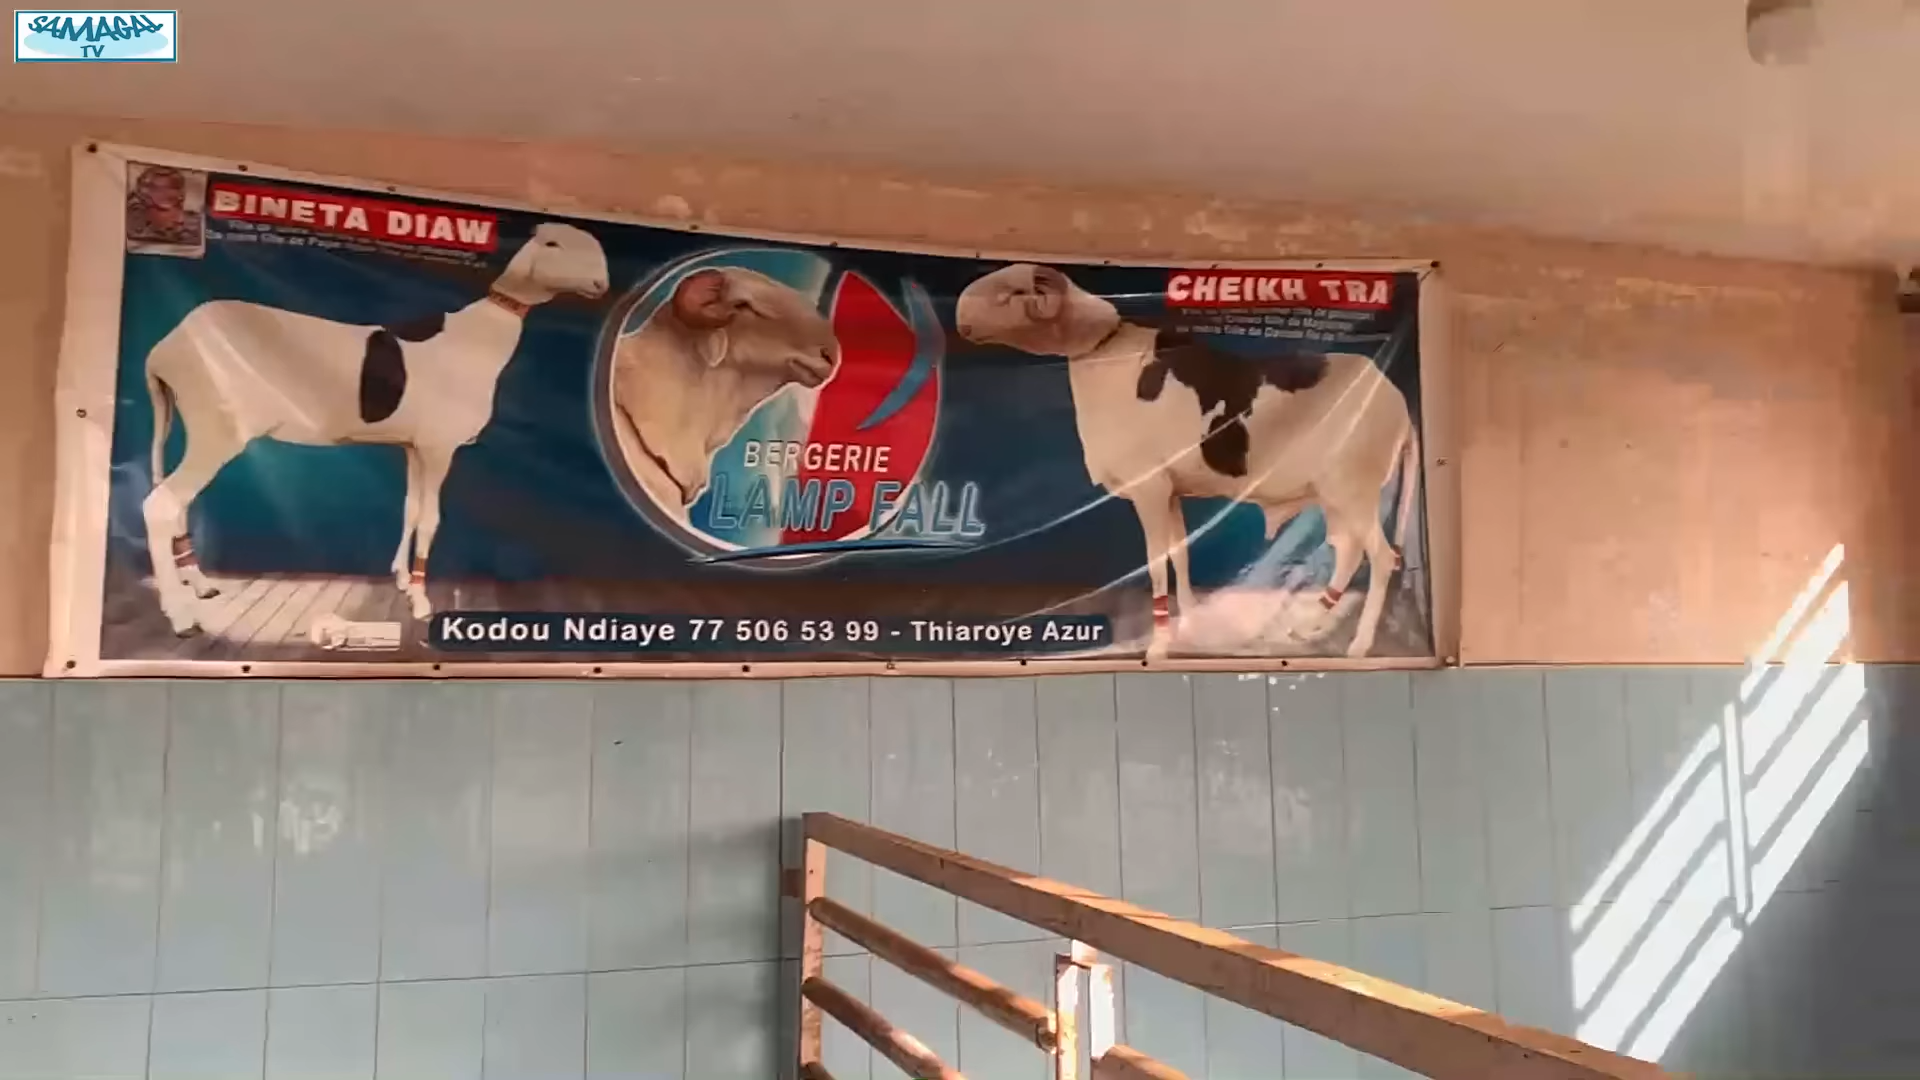 SAMAGAL
TV
BINETA DIAW
CHEIKH TRA
BERGERIE
LAMP FALL
Kodou Ndiaye 77 506 53 99 - Thiaroye Azur